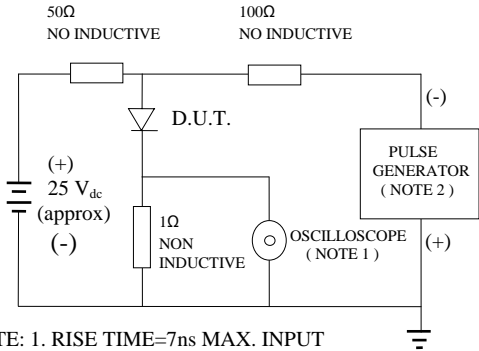 50Ω
NO INDUCTIVE
100Ω
NO INDUCTIVE
(-)
D.U.T.
PULSE
GENERATOR
( NOTE 2 )
(+)
25 Vdc
(approx)
(-)
1Ω
NON
INDUCTIVE
OSCILLOSCOPE
( NOTE 1 )
(+)
TE: 1. RISE TIME=7ns MAX. INPUT